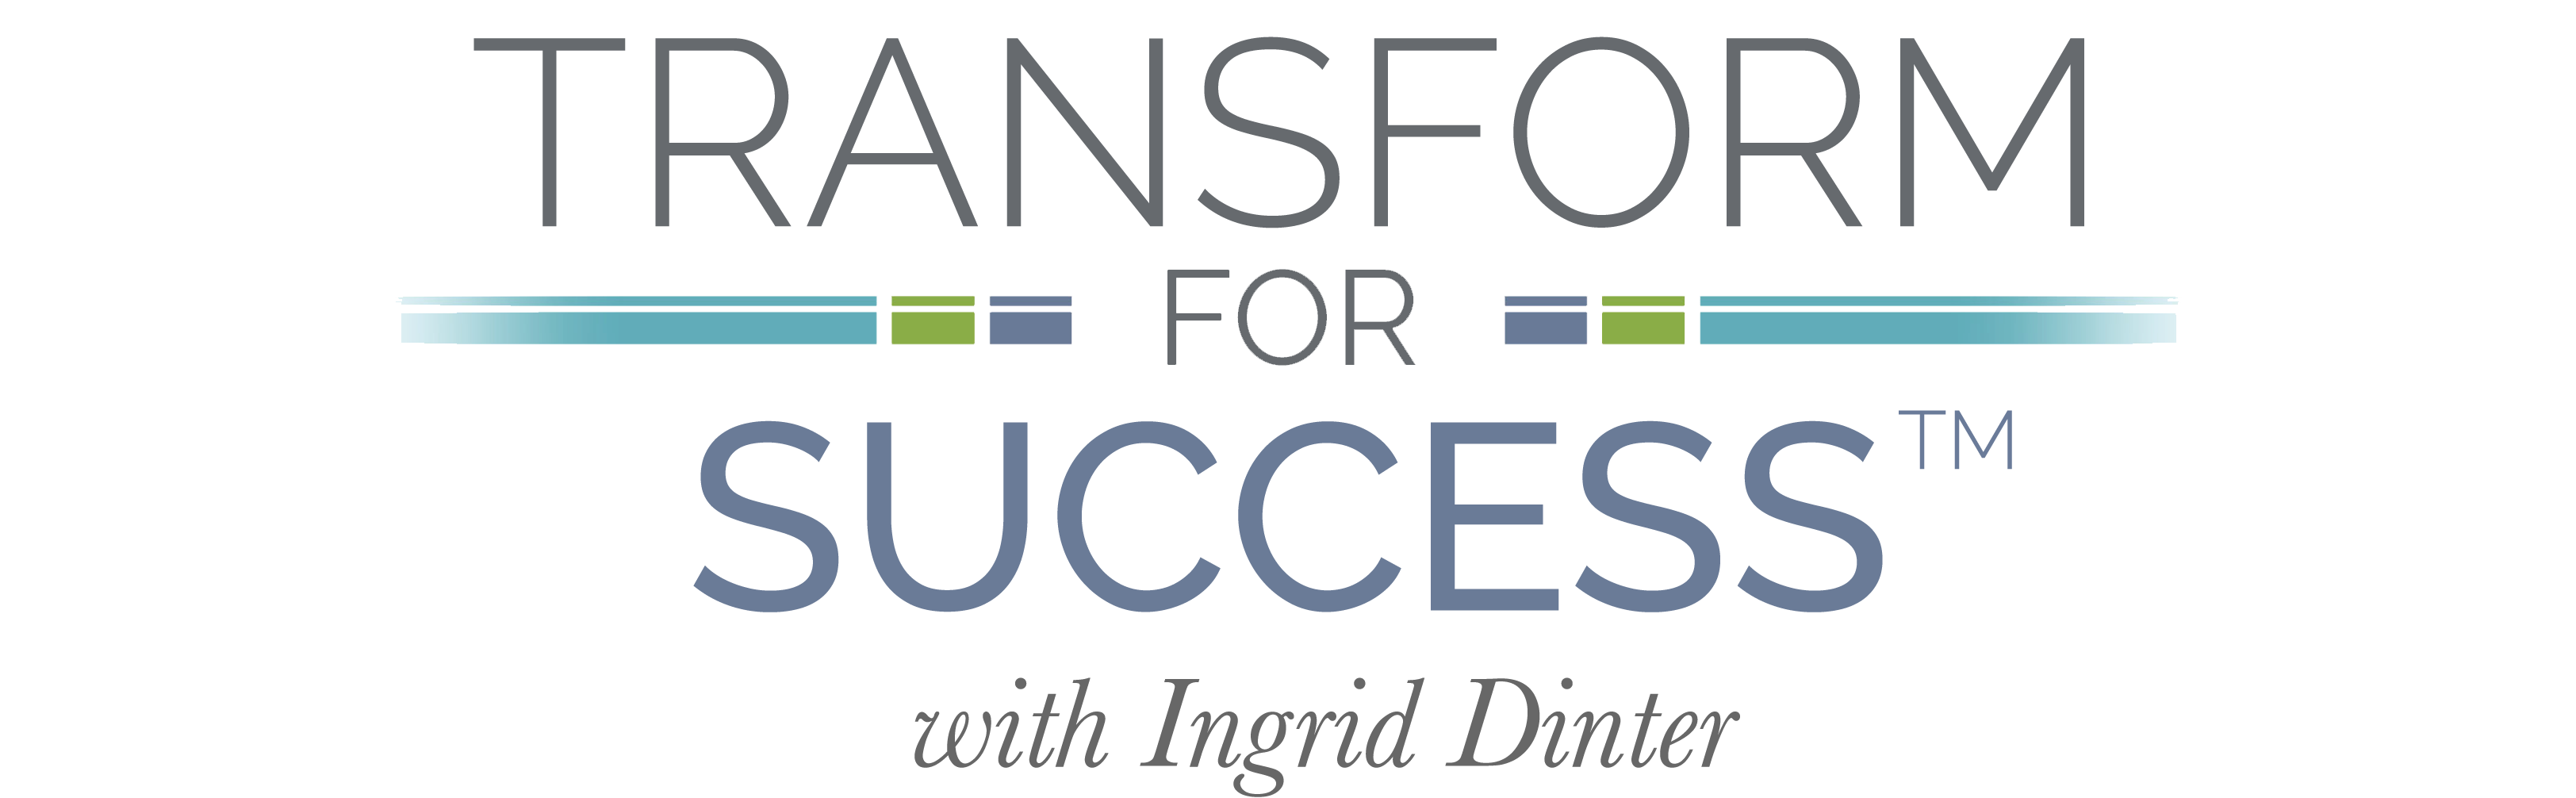 TRANSFORM
FOR
SUCCESS™
with Ingrid Dinter